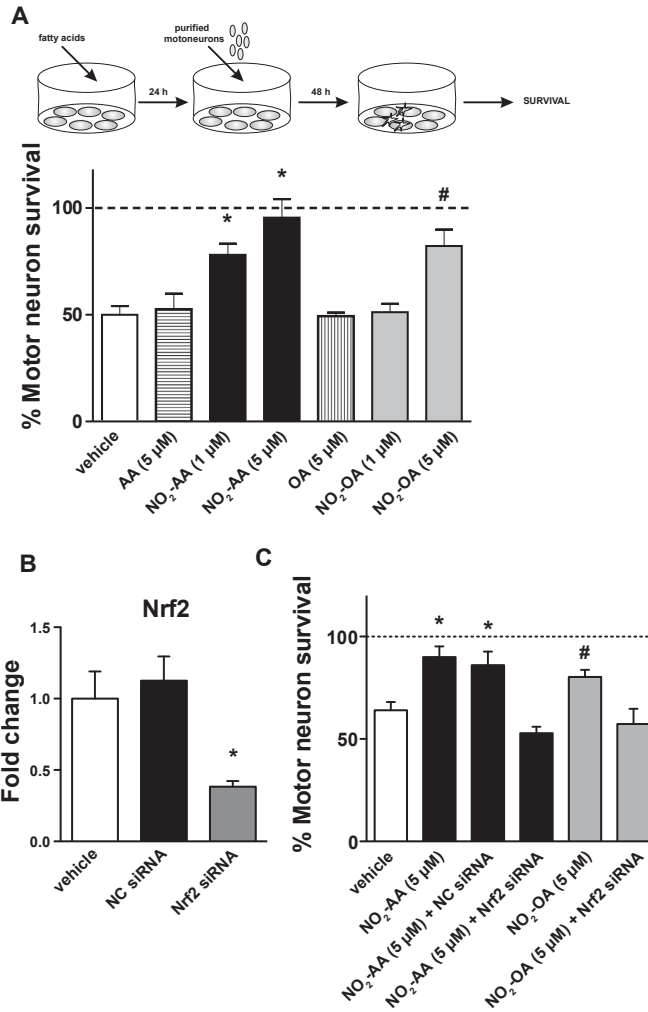 A
fatty acids
purified
motoneurons
24 h
48 h
SURVIVAL
% Motor neuron survival
100
50
0
*
*
#
vehicle
AA (5 µM)
NO₂-AA (1 µM)
NO₂-AA (5 µM)
OA (5 µM)
NO₂-OA (1 µM)
NO₂-OA (5 µM)
B
Nrf2
Fold change
1.5
1.0
0.5
0.0
*
vehicle
NC siRNA
Nrf2 siRNA
C
% Motor neuron survival
100
50
0
*
*
#
vehicle
NO₂-AA (5 µM)
NO₂-AA (5 µM) + NC siRNA
NO₂-AA (5 µM) + Nrf2 siRNA
NO₂-OA (5 µM)
NO₂-OA (5 µM) + Nrf2 siRNA